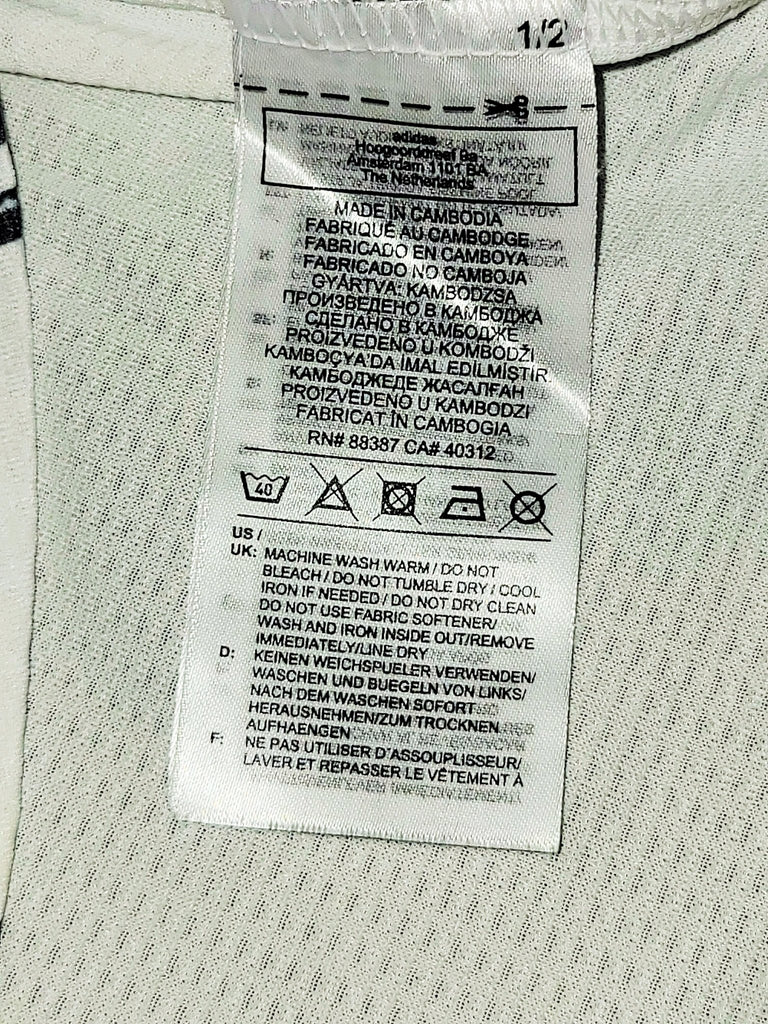 1/2
adidas
Hoogoorddreef 9a
Amsterdam 1101 BA
The Netherlands
MADE IN CAMBODIA
FABRIQUÉ AU CAMBODGE
FABRICADO EN CAMBOYA
FABRICADO NO CAMBOJA
GYÁRTVA: KAMBODZSA
ПРОИЗВЕДЕНО В КАМБОДЖА
СДЕЛАНО В КАМБОДЖЕ
PROIZVEDENO U KOMBODŽI
KAMBOÇYA'DA IMAL EDILMISTIR
КАМБОДЖЕДЕ ЖАСАЛҒАН
PROIZVEDENO U KAMBODZI
FABRICAT ÎN CAMBOGIA
RN# 88387 CA# 40312
40
US /
UK: MACHINE WASH WARM / DO NOT
BLEACH / DO NOT TUMBLE DRY / COOL
IRON IF NEEDED / DO NOT DRY CLEAN
DO NOT USE FABRIC SOFTENER/
WASH AND IRON INSIDE OUT/REMOVE
IMMEDIATELY/LINE DRY
D: KEINEN WEICHSPUELER VERWENDEN/
WASCHEN UND BUEGELN VON LINKS/
NACH DEM WASCHEN SOFORT
HERAUSNEHMEN/ZUM TROCKNEN
AUFHAENGEN
F: NE PAS UTILISER D'ASSOUPLISSEUR/
LAVER ET REPASSER LE VÊTEMENT À